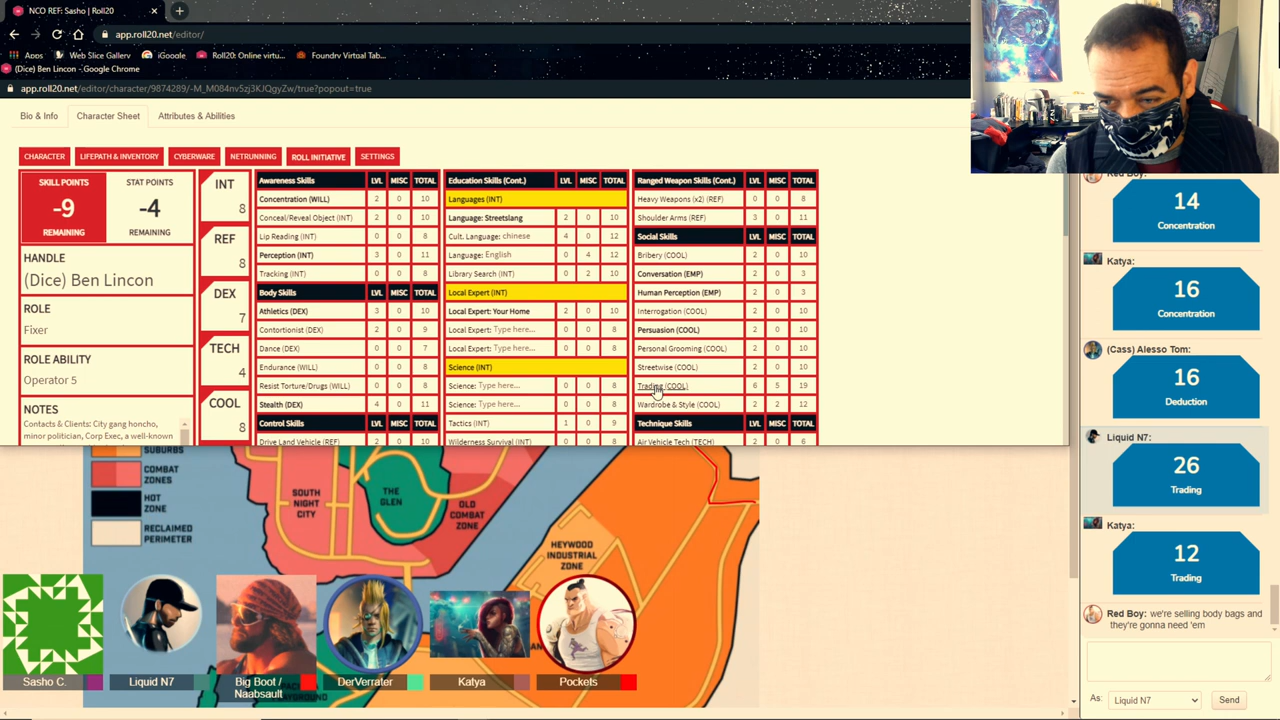 NCO REF: Sasho | Roll20
app.roll20.net/editor/
Apps Web Slice Gallery iGoogle Roll20: Online virtu... Foundry Virtual Tab...
(Dice) Ben Lincon - Google Chrome
app.roll20.net/editor/character/9874289/-M_M084nv5zj3KJQgyZw/true?popout=true
Bio & Info Character Sheet Attributes & Abilities
CHARACTER LIFEPATH & INVENTORY CYBERWARE NETRUNNING ROLL INITIATIVE SETTINGS
SKILL POINTS
-9
REMAINING
STAT POINTS
-4
REMAINING
HANDLE
(Dice) Ben Lincon
ROLE
Fixer
ROLE ABILITY
Operator 5
NOTES
Contacts & Clients: City gang honcho,
minor politician, Corp Exec, a well-known
INT
8
REF
8
DEX
7
TECH
4
COOL
8
Awareness Skills LVL MISC TOTAL
Concentration (WILL) 2 0 10
Conceal/Reveal Object (INT) 2 0 10
Lip Reading (INT) 0 0 8
Perception (INT) 3 0 11
Tracking (INT) 0 0 8
Body Skills LVL MISC TOTAL
Athletics (DEX) 3 0 10
Contortionist (DEX) 2 0 9
Dance (DEX) 0 0 7
Endurance (WILL) 0 0 8
Resist Torture/Drugs (WILL) 0 0 8
Stealth (DEX) 4 0 11
Control Skills LVL MISC TOTAL
Drive Land Vehicle (REF) 2 0 10
Education Skills (Cont.) LVL MISC TOTAL
Languages (INT)
Language: Streetslang 2 0 10
Cult. Language: chinese 4 0 12
Language: English 0 4 12
Library Search (INT) 0 2 10
Local Expert (INT)
Local Expert: Your Home 2 0 10
Local Expert: Type here... 0 0 8
Local Expert: Type here... 0 0 8
Science (INT)
Science: Type here... 0 0 8
Science: Type here... 0 0 8
Tactics (INT) 1 0 9
Wilderness Survival (INT) 0 0 8
Ranged Weapon Skills (Cont.) LVL MISC TOTAL
Heavy Weapons (x2) (REF) 0 0 8
Shoulder Arms (REF) 3 0 11
Social Skills LVL MISC TOTAL
Bribery (COOL) 2 0 10
Conversation (EMP) 2 0 3
Human Perception (EMP) 2 0 3
Interrogation (COOL) 2 0 10
Persuasion (COOL) 2 0 10
Personal Grooming (COOL) 2 0 10
Streetwise (COOL) 2 0 10
Trading (COOL) 6 5 19
Wardrobe & Style (COOL) 2 2 12
Technique Skills LVL MISC TOTAL
Air Vehicle Tech (TECH) 2 0 6
SUBURBS
COMBAT
ZONES
HOT
ZONE
RECLAIMED
PERIMETER
SOUTH
NIGHT
CITY
THE
GLEN
OLD
COMBAT
ZONE
HEYWOOD
INDUSTRIAL
ZONE
Sasho C.
Liquid N7
Big Boot /
Naabsault
DerVerrater
Katya
Pockets
Red Boy:
14
Concentration
Katya:
16
Concentration
(Cass) Alesso Tom:
16
Deduction
Liquid N7:
26
Trading
Katya:
12
Trading
Red Boy: we're selling body bags and
they're gonna need 'em
As: Liquid N7 Send